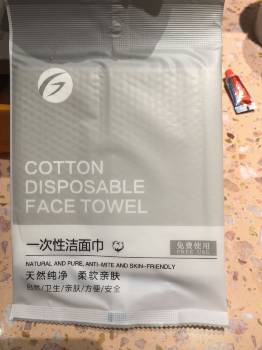 COTTON
DISPOSABLE
FACE TOWEL
一次性洁面巾
免费使用
FREE USE
NATURAL AND PURE, ANTI-MITE AND SKIN-FRIENDLY
天然纯净 柔软亲肤
自然/卫生/亲肤/方便/安全